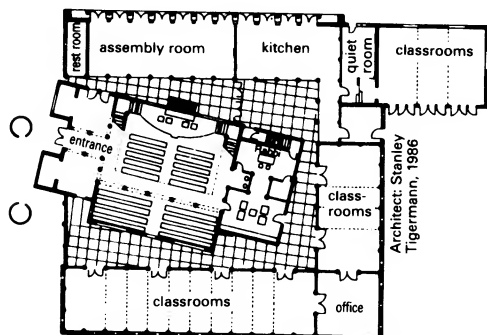 rest room
assembly room
kitchen
quiet
room
classrooms
entrance
class-
rooms
Architect: Stanley
Tigermann, 1986
classrooms
office